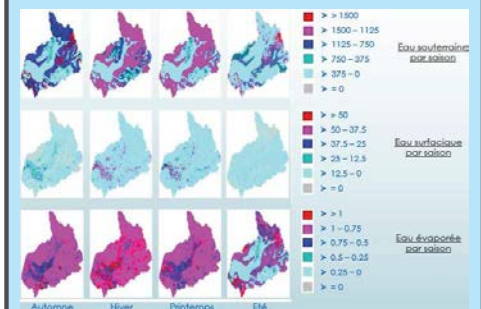 > > 1500
> 1500 – 1125
> 1125 – 750
> 750 – 375
> 375 – 0
> = 0
Eau souterraine
par saison
> > 50
> 50 – 37.5
> 37.5 – 25
> 25 – 12.5
> 12.5 – 0
> = 0
Eau surfacique
par saison
> > 1
> 1 – 0.75
> 0.75 – 0.5
> 0.5 – 0.25
> 0.25 – 0
> = 0
Eau évaporée
par saison
Automne Hiver Printemps Eté